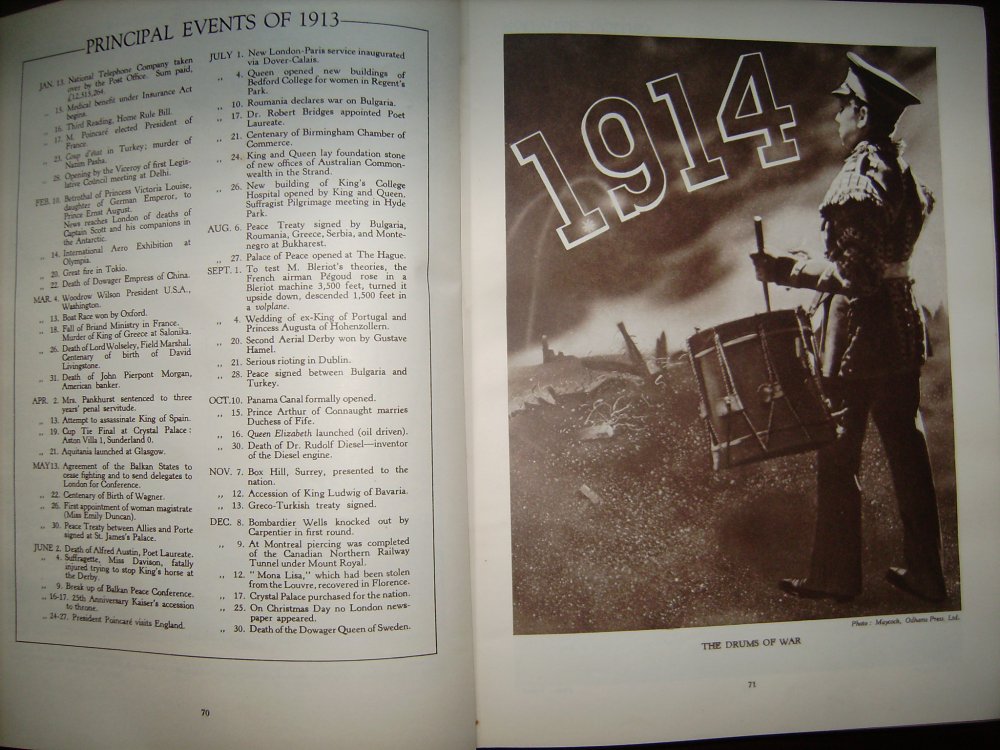 PRINCIPAL EVENTS OF 1913
JAN. 13. National Telephone Company taken
over by the Post Office. Sum paid,
£12,515,264.
„ 15. Medical benefit under Insurance Act
begins.
„ 16. Third Reading, Home Rule Bill.
„ 17. M. Poincaré elected President of
France.
„ 23. Coup d'état in Turkey; murder of
Nazim Pasha.
„ 28. Opening by the Viceroy of first Legis-
lative Council meeting at Delhi.
FEB. 10. Betrothal of Princess Victoria Louise,
daughter of German Emperor, to
Prince Ernst August.
News reaches London of deaths of
Captain Scott and his companions in
the Antarctic.
„ 14. International Aero Exhibition at
Olympia.
„ 20. Great fire in Tokio.
„ 22. Death of Dowager Empress of China.
MAR. 4. Woodrow Wilson President U.S.A.,
Washington.
„ 13. Boat Race won by Oxford.
„ 18. Fall of Briand Ministry in France.
Murder of King of Greece at Salonika.
„ 26. Death of Lord Wolseley, Field Marshal.
Centenary of birth of David
Livingstone.
„ 31. Death of John Pierpont Morgan,
American banker.
APR. 2. Mrs. Pankhurst sentenced to three
years' penal servitude.
„ 13. Attempt to assassinate King of Spain.
„ 19. Cup Tie Final at Crystal Palace:
Aston Villa 1, Sunderland 0.
„ 21. Aquitania launched at Glasgow.
MAY 13. Agreement of the Balkan States to
cease fighting and to send delegates to
London for Conference.
„ 22. Centenary of Birth of Wagner.
„ 26. First appointment of woman magistrate
(Miss Emily Duncan).
„ 30. Peace Treaty between Allies and Porte
signed at St. James's Palace.
JUNE 2. Death of Alfred Austin, Poet Laureate.
„ 4. Suffragette, Miss Davison, fatally
injured trying to stop King's horse at
the Derby.
„ 9. Break up of Balkan Peace Conference.
„ 16-17. 25th Anniversary Kaiser's accession
to throne.
„ 24-27. President Poincaré visits England.
JULY 1. New London-Paris service inaugurated
via Dover-Calais.
„ 4. Queen opened new buildings of
Bedford College for women in Regent's
Park.
„ 10. Roumania declares war on Bulgaria.
„ 17. Dr. Robert Bridges appointed Poet
Laureate.
„ 21. Centenary of Birmingham Chamber of
Commerce.
„ 24. King and Queen lay foundation stone
of new offices of Australian Common-
wealth in the Strand.
„ 26. New building of King's College
Hospital opened by King and Queen.
Suffragist Pilgrimage meeting in Hyde
Park.
AUG. 6. Peace Treaty signed by Bulgaria,
Roumania, Greece, Serbia, and Monte-
negro at Bukharest.
„ 27. Palace of Peace opened at The Hague.
SEPT. 1. To test M. Bleriot's theories, the
French airman Pégoud rose in a
Bleriot machine 3,500 feet, turned it
upside down, descended 1,500 feet in
a volplane.
„ 4. Wedding of ex-King of Portugal and
Princess Augusta of Hohenzollern.
„ 20. Second Aerial Derby won by Gustave
Hamel.
„ 21. Serious rioting in Dublin.
„ 28. Peace signed between Bulgaria and
Turkey.
OCT. 10. Panama Canal formally opened.
„ 15. Prince Arthur of Connaught marries
Duchess of Fife.
„ 16. Queen Elizabeth launched (oil driven).
„ 30. Death of Dr. Rudolf Diesel—inventor
of the Diesel engine.
NOV. 7. Box Hill, Surrey, presented to the
nation.
„ 12. Accession of King Ludwig of Bavaria.
„ 13. Greco-Turkish treaty signed.
DEC. 8. Bombardier Wells knocked out by
Carpentier in first round.
„ 9. At Montreal piercing was completed
of the Canadian Northern Railway
Tunnel under Mount Royal.
„ 12. "Mona Lisa," which had been stolen
from the Louvre, recovered in Florence.
„ 17. Crystal Palace purchased for the nation.
„ 25. On Christmas Day no London news-
paper appeared.
„ 30. Death of the Dowager Queen of Sweden.
70
1914
Photo: Maycock, Odhams Press, Ltd.
THE DRUMS OF WAR
71